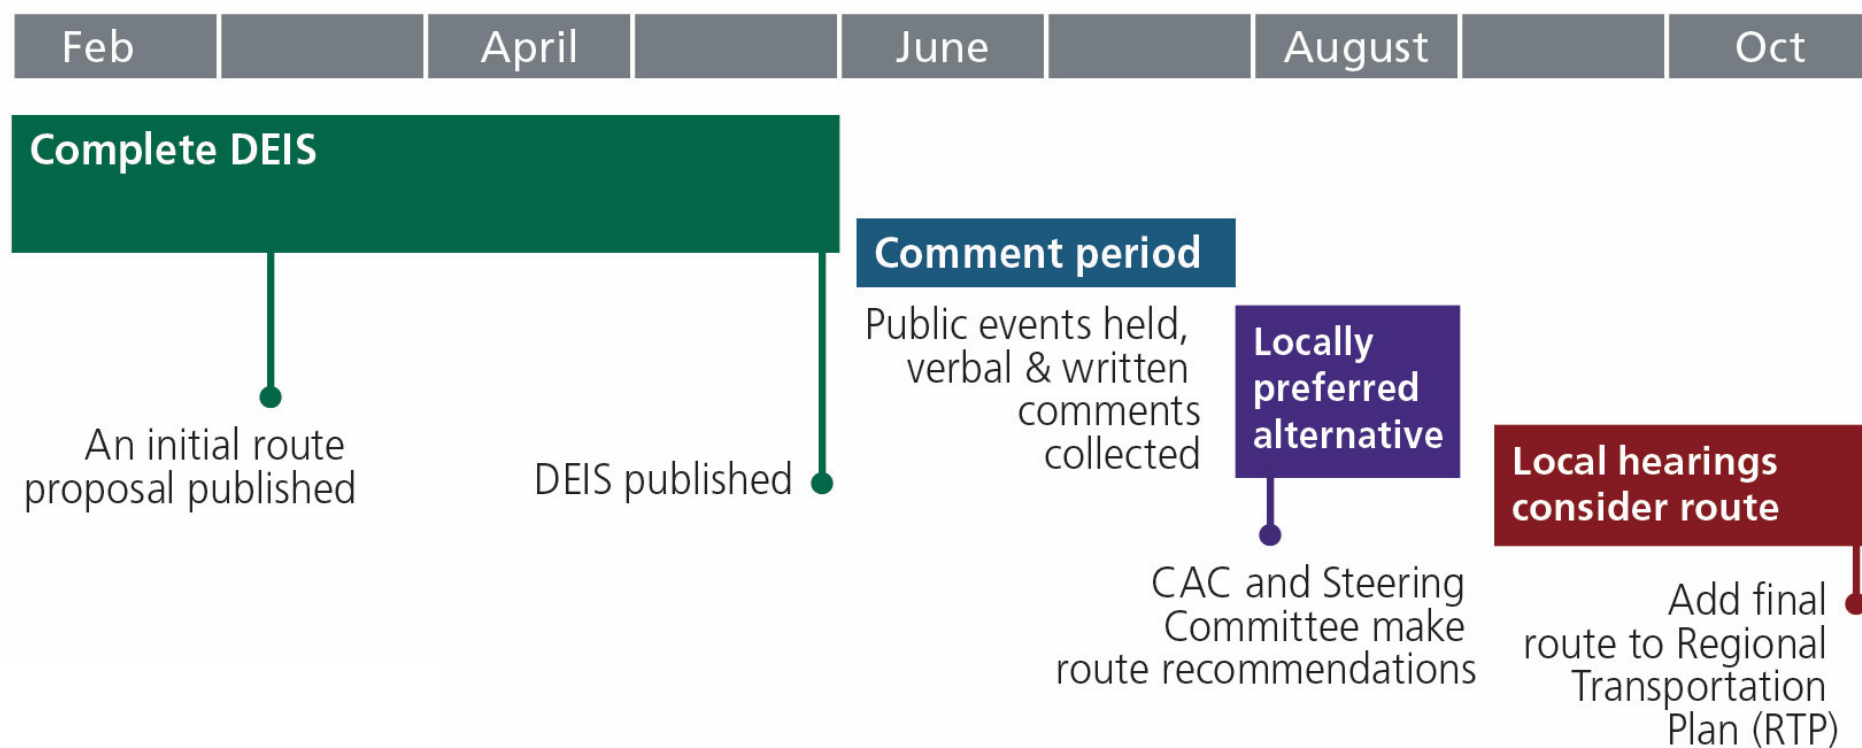 Feb April June August Oct
Complete DEIS
An initial route
proposal published
DEIS published
Comment period
Public events held,
verbal & written
comments
collected
Locally
preferred
alternative
CAC and Steering
Committee make
route recommendations
Local hearings
consider route
Add final
route to Regional
Transportation
Plan (RTP)